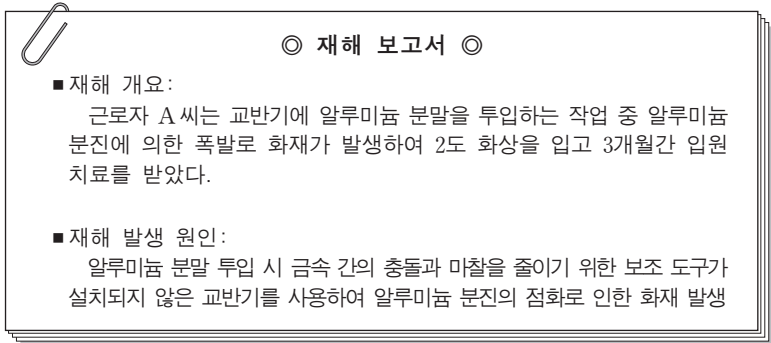 ◎ 재해 보고서 ◎
■ 재해 개요:
근로자 A씨는 교반기에 알루미늄 분말을 투입하는 작업 중 알루미늄
분진에 의한 폭발로 화재가 발생하여 2도 화상을 입고 3개월간 입원
치료를 받았다.
■ 재해 발생 원인:
알루미늄 분말 투입 시 금속 간의 충돌과 마찰을 줄이기 위한 보조 도구가
설치되지 않은 교반기를 사용하여 알루미늄 분진의 점화로 인한 화재 발생